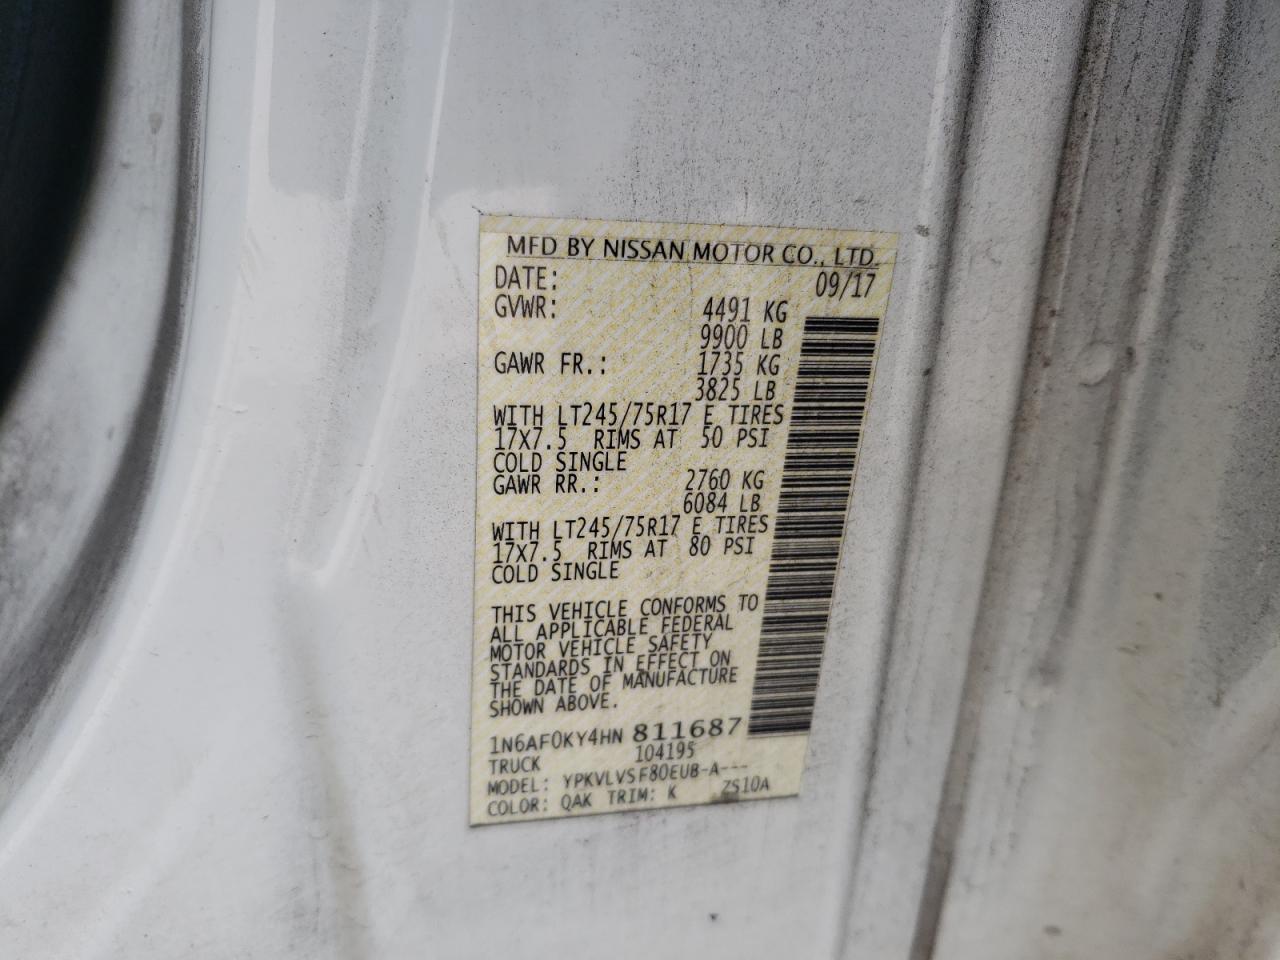 MFD BY NISSAN MOTOR CO., LTD.
DATE: 09/17
GVWR: 4491 KG
9900 LB
GAWR FR.: 1735 KG
3825 LB
WITH LT245/75R17 E TIRES
17X7.5 RIMS AT 50 PSI
COLD SINGLE
GAWR RR.: 2760 KG
6084 LB
WITH LT245/75R17 E TIRES
17X7.5 RIMS AT 80 PSI
COLD SINGLE
THIS VEHICLE CONFORMS TO
ALL APPLICABLE FEDERAL
MOTOR VEHICLE SAFETY
STANDARDS IN EFFECT ON
THE DATE OF MANUFACTURE
SHOWN ABOVE.
1N6AF0KY4HN 811687
TRUCK 104195
MODEL: YPKVLVSF80EUB-A---
COLOR: QAK TRIM: K ZS10A